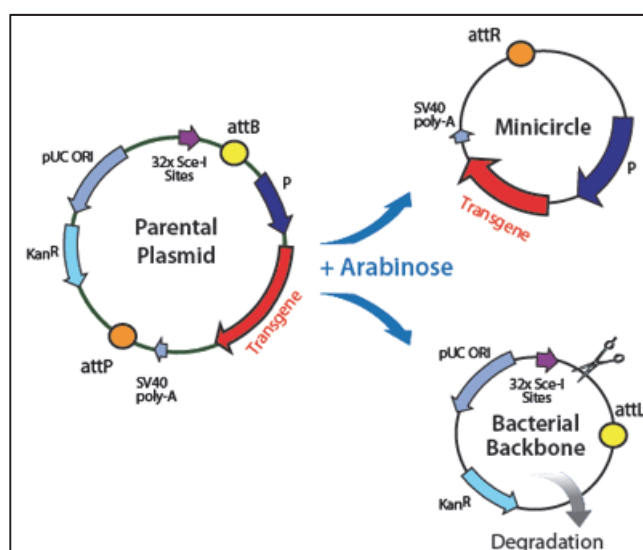 attB
32x Sce-I
Sites
pUC ORI
P
Parental
Plasmid
KanR
Transgene
attP
SV40
poly-A
+ Arabinose
attR
SV40
poly-A
Minicircle
P
Transgene
pUC ORI
32x Sce-I
Sites
attL
Bacterial
Backbone
KanR
Degradation